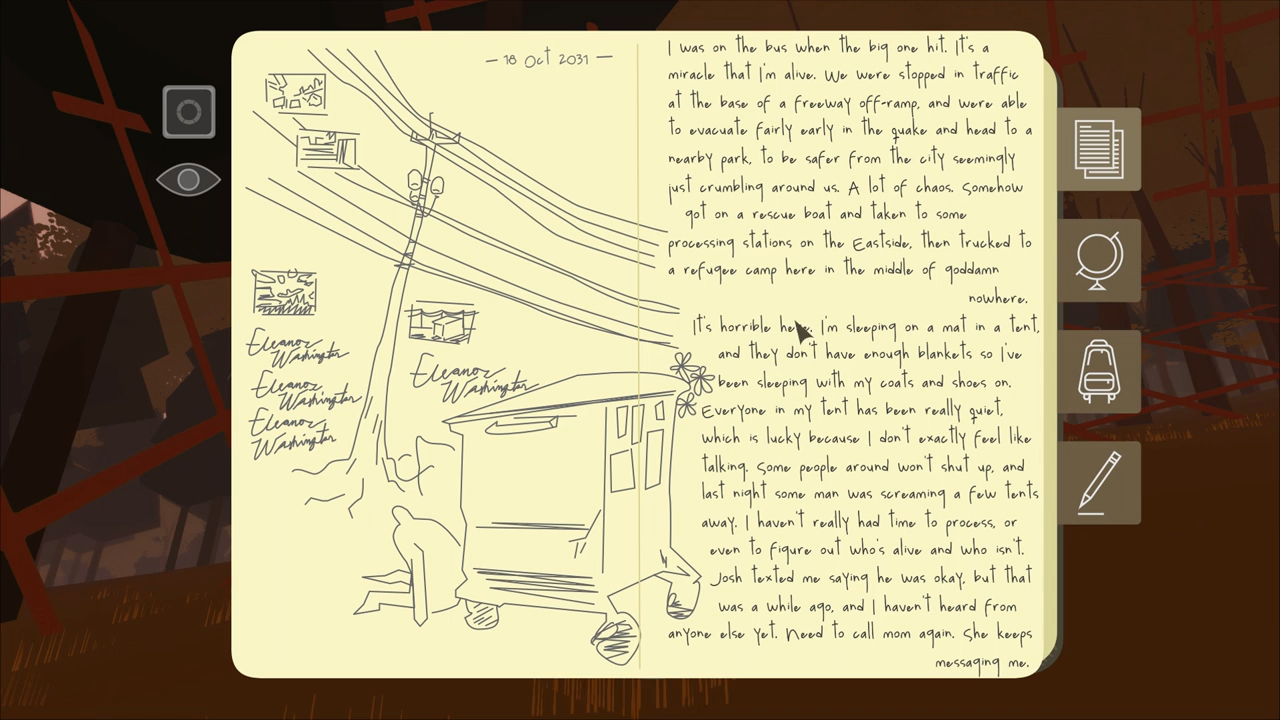 — 18 Oct 2031 —
Eleanor
Washington
Eleanor
Washington
Eleanor
Washington
Eleanor
Washington
I was on the bus when the big one hit. It's a
miracle that I'm alive. We were stopped in traffic
at the base of a freeway off-ramp, and were able
to evacuate fairly early in the quake and head to a
nearby park, to be safer from the city seemingly
just crumbling around us. A lot of chaos. Somehow
got on a rescue boat and taken to some
processing stations on the Eastside, then trucked to
a refugee camp here in the middle of goddamn
nowhere.
It's horrible here. I'm sleeping on a mat in a tent,
and they don't have enough blankets so I've
been sleeping with my coats and shoes on.
Everyone in my tent has been really quiet,
which is lucky because I don't exactly feel like
talking. Some people around won't shut up, and
last night some man was screaming a few tents
away. I haven't really had time to process, or
even to figure out who's alive and who isn't.
Josh texted me saying he was okay, but that
was a while ago, and I haven't heard from
anyone else yet. Need to call mom again. She keeps
messaging me.